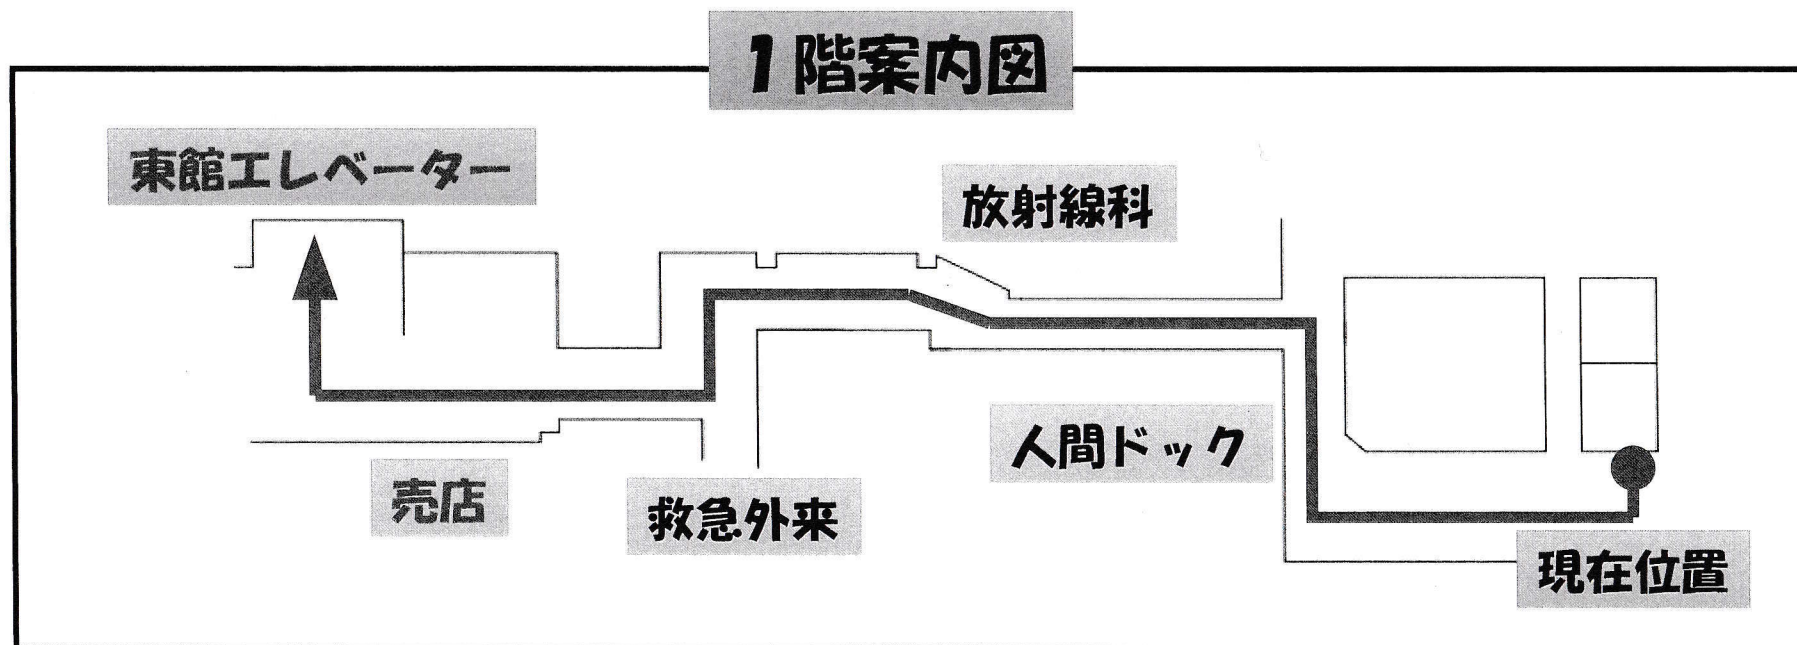 1階案内図
東館エレベーター
放射線科
人間ドック
売店
救急外来
現在位置